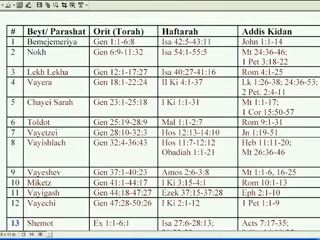 # Beyt/ Parashat Orit (Torah) Haftarah Addis Kidan
1 Bemejemeriya Gen 1:1-6:8 Isa 42:5-43:11 John 1:1-14
2 Nokh Gen 6:9-11:32 Isa 54:1-55:5 Mt 24:36-46;
1 Pet 3:18-22
3 Lekh Lekha Gen 12:1-17:27 Isa 40:27-41:16 Rom 4:1-25
4 Vayera Gen 18:1-22:24 II Ki 4:1-37 Lk 1:26-38; 24:36-53;
2 Pet. 2:4-11
5 Chayei Sarah Gen 23:1-25:18 I Ki 1:1-31 Mt 1:1-17;
1 Cor 15:50-57
6 Toldot Gen 25:19-28:9 Mal 1:1-2:7 Rom 9:1-31
7 Vayetzei Gen 28:10-32:3 Hos 12:13-14:10 Jn 1:19-51
8 Vayishlach Gen 32:4-36:43 Hos 11:7-12:12 Heb 11:11-20;
Obadiah 1:1-21 Mt 26:36-46
9 Vayeshev Gen 37:1-40:23 Amos 2:6-3:8 Mt 1:1-6, 16-25
10 Miketz Gen 41:1-44:17 I Ki 3:15-4:1 Rom 10:1-13
11 Vayigash Gen 44:18-47:27 Ezek 37:15-37:28 Eph 2:1-10
12 Vayechi Gen 47:28-50:26 I Ki 2:1-12 1 Pet 1:1-9
13 Shemot Ex 1:1-6:1 Isa 27:6-28:13; Acts 7:17-35;